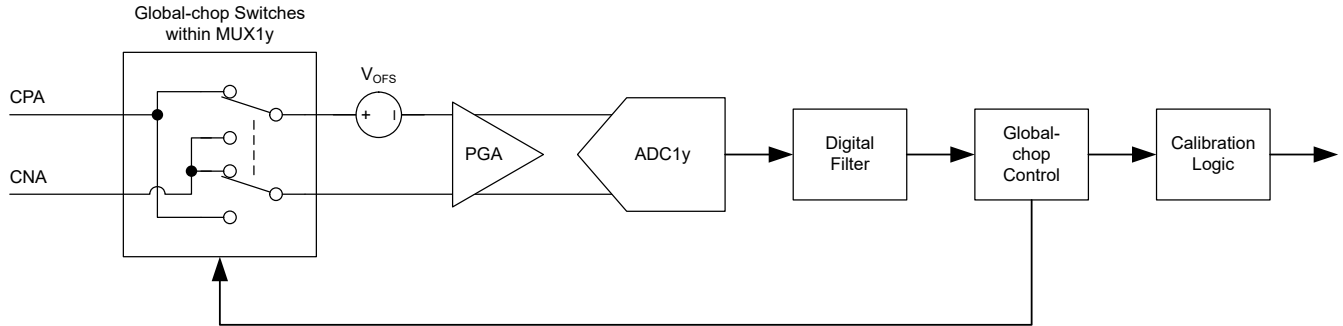 Global-chop Switches
within MUX1y
CPA
CNA
VOFS
+ −
PGA
ADC1y
Digital
Filter
Global-
chop
Control
Calibration
Logic